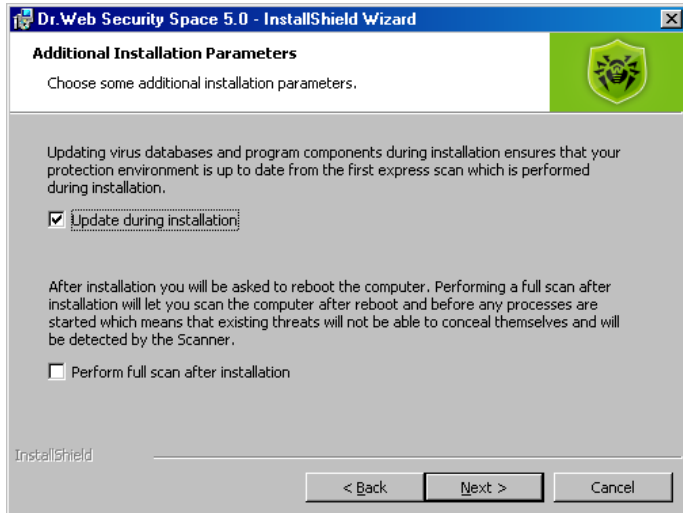 Dr.Web Security Space 5.0 - InstallShield Wizard
Additional Installation Parameters
Choose some additional installation parameters.
Updating virus databases and program components during installation ensures that your
protection environment is up to date from the first express scan which is performed
during installation.
Update during installation
After installation you will be asked to reboot the computer. Performing a full scan after
installation will let you scan the computer after reboot and before any processes are
started which means that existing threats will not be able to conceal themselves and will
be detected by the Scanner.
Perform full scan after installation
InstallShield
< Back
Next >
Cancel